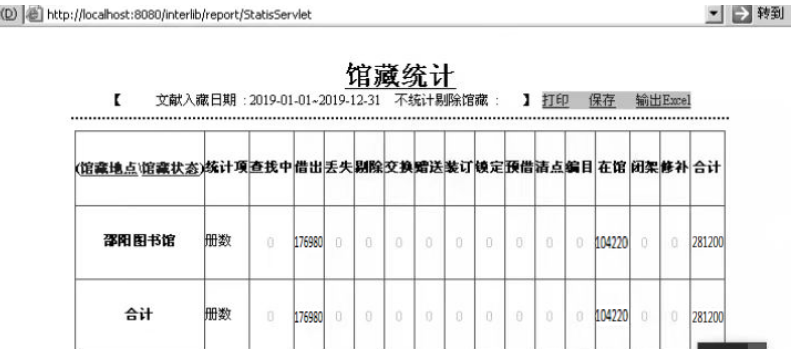 (D) http://localhost:8080/interlib/report/StatisServlet 转到
馆藏统计
【 文献入藏日期 : 2019-01-01~2019-12-31 不统计剔除馆藏 : 】 打印 保存 输出Excel
(馆藏地点\馆藏状态) 统计项 查找中 借出 丢失 剔除 交换 赠送 装订 锁定 预借 清点 编目 在馆 闭架 修补 合计
邵阳图书馆 册数 0 176980 0 0 0 0 0 0 0 0 0 104220 0 0 281200
合计 册数 0 176980 0 0 0 0 0 0 0 0 0 104220 0 0 281200